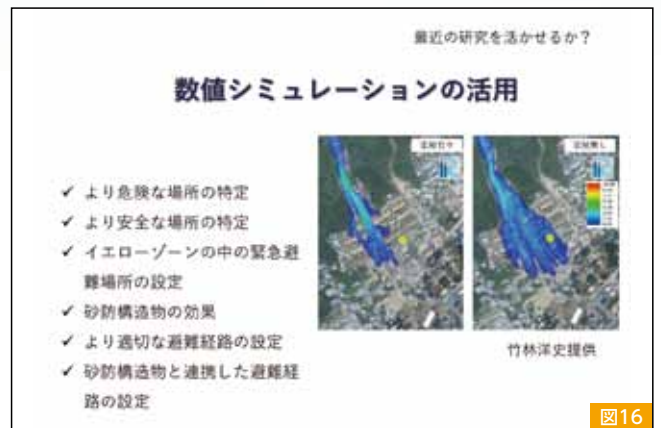 最近の研究を活かせるか?
数値シミュレーションの活用
✓ より危険な場所の特定
✓ より安全な場所の特定
✓ イエローゾーンの中の緊急避
難場所の設定
✓ 砂防構造物の効果
✓ より適切な避難経路の設定
✓ 砂防構造物と連携した避難経
路の設定
竹林洋史提供
図16